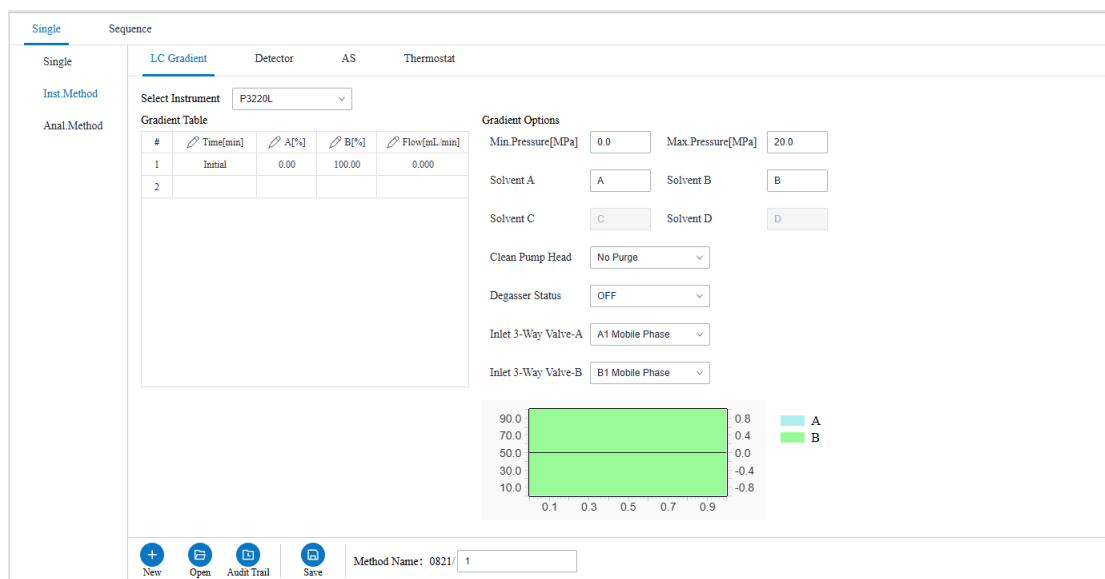 Single Sequence
Single LC Gradient Detector AS Thermostat
Inst.Method
Select Instrument P3220L
Anal.Method
Gradient Table Gradient Options
# Time[min] A[%] B[%] Flow[mL/min] Min.Pressure[MPa] 0.0 Max.Pressure[MPa] 20.0
1 Initial 0.00 100.00 0.000
2
Solvent A A Solvent B B
Solvent C C Solvent D D
Clean Pump Head No Purge
Degasser Status OFF
Inlet 3-Way Valve-A A1 Mobile Phase
Inlet 3-Way Valve-B B1 Mobile Phase
90.0 0.8 A
70.0 0.4 B
50.0 0.0
30.0 -0.4
10.0 -0.8
0.1 0.3 0.5 0.7 0.9
New Open Audit Trail Save Method Name: 0821/ 1